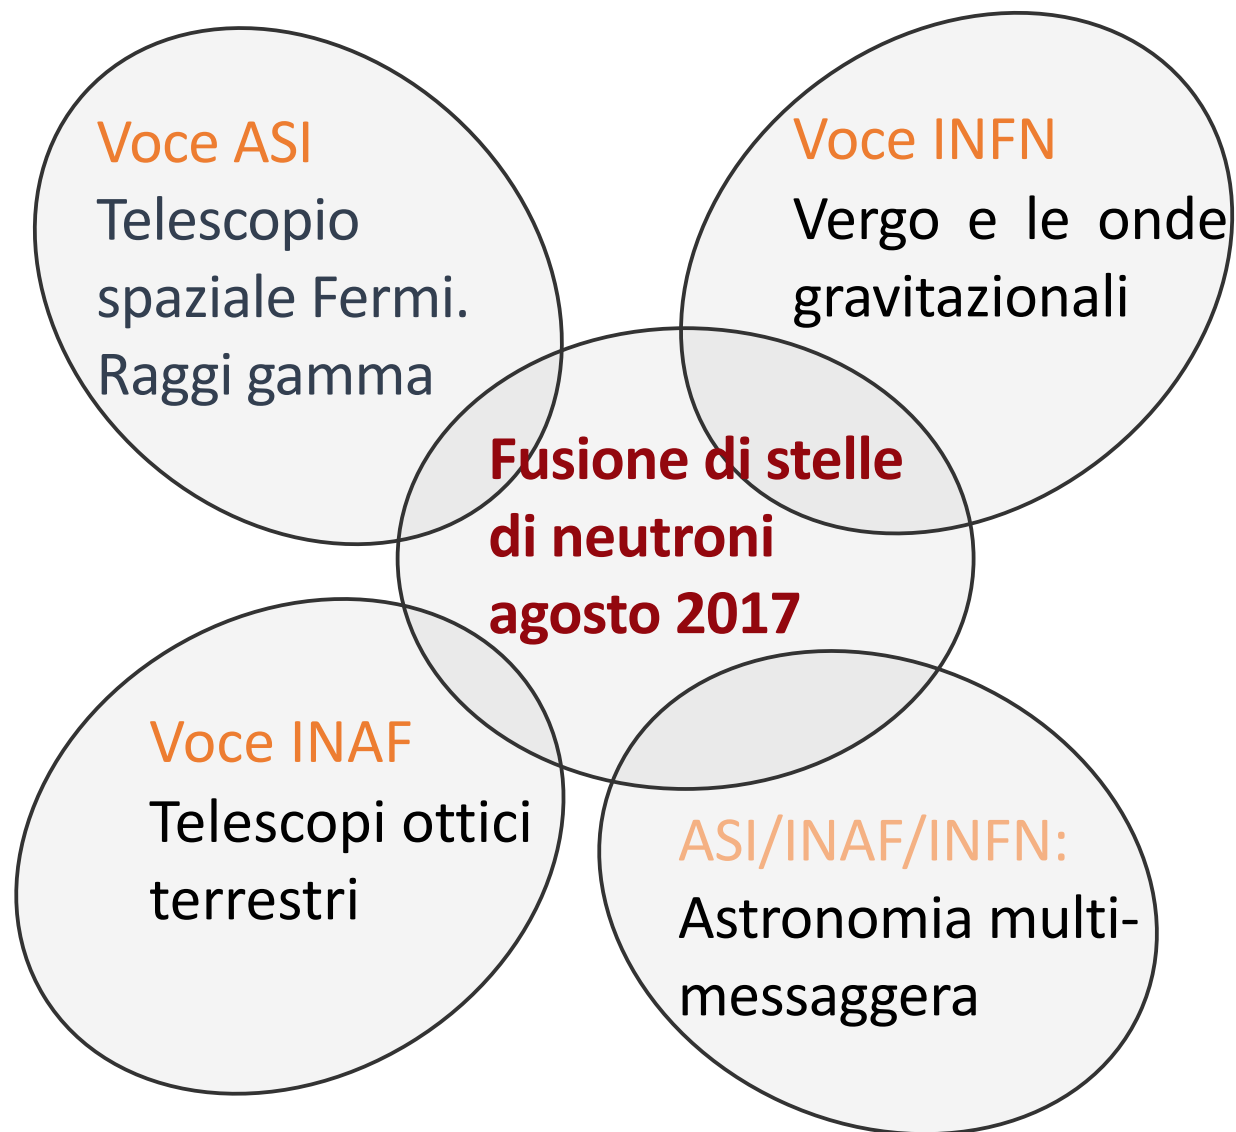 Voce ASI
Telescopio
spaziale Fermi.
Raggi gamma
Voce INFN
Vergo e le onde
gravitazionali
Fusione di stelle
di neutroni
agosto 2017
Voce INAF
Telescopi ottici
terrestri
ASI/INAF/INFN:
Astronomia multi-
messaggera